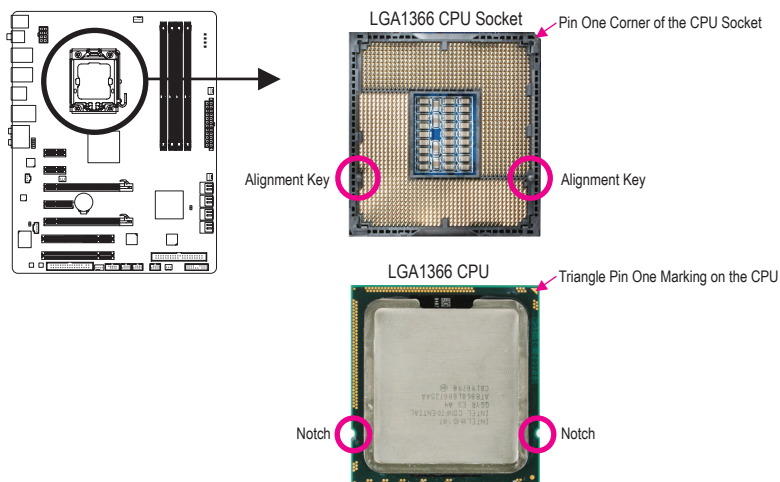 LGA1366 CPU Socket
Pin One Corner of the CPU Socket
Alignment Key
Alignment Key
LGA1366 CPU
Triangle Pin One Marking on the CPU
INTEL CONFIDENTIAL
Notch
Notch